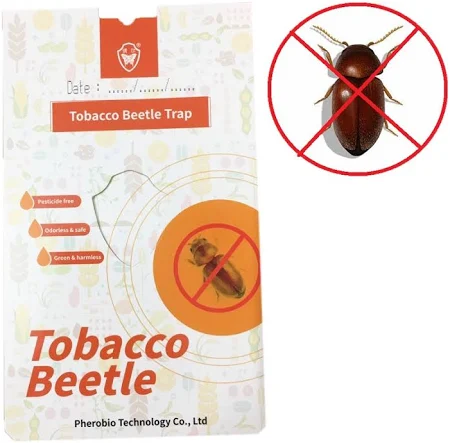 Date : ....../....../......
Tobacco Beetle Trap
Pesticide free
Odorless & safe
Green & harmless
Tobacco
Beetle
Pherobio Technology Co., Ltd